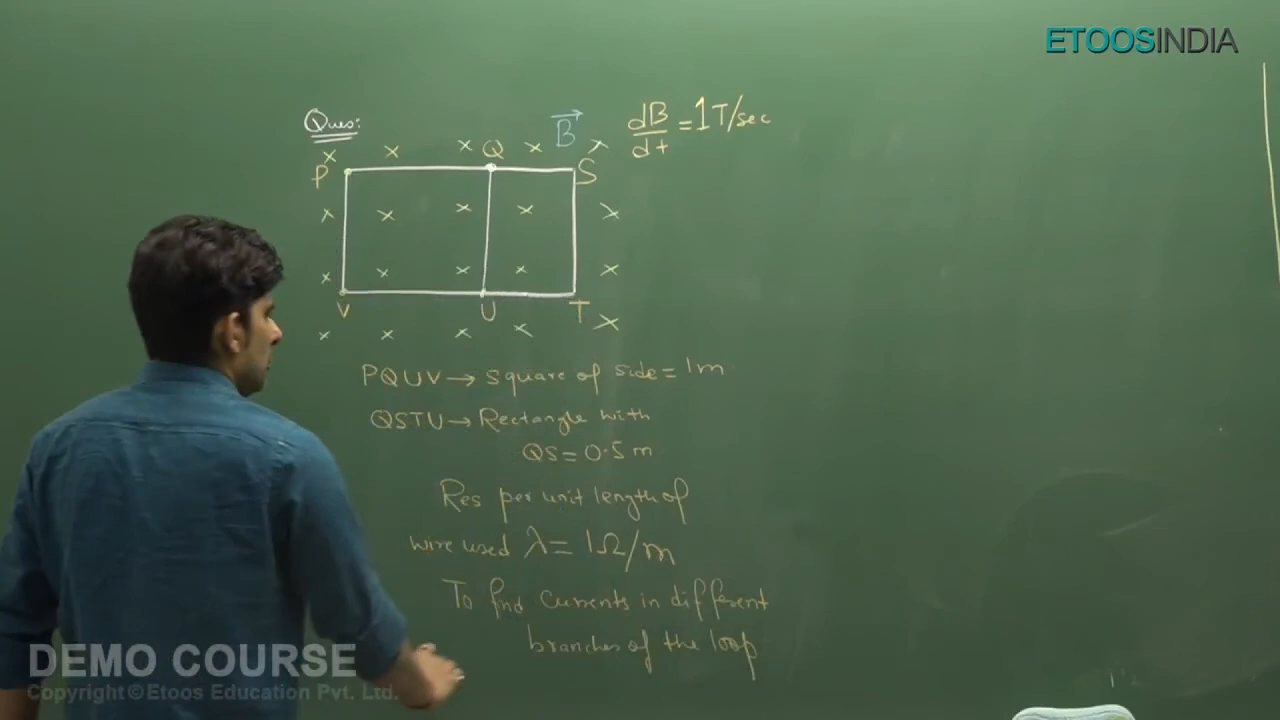 ETOOSINDIA
Ques:
B dB/dt = 1 T/sec
P Q S
V U T
PQUV → Square of side = 1m
QSTU → Rectangle with
QS = 0.5 m
Res per unit length of
wire used λ = 1Ω/m
To find Currents in different
branches of the loop
DEMO COURSE
Copyright © Etoos Education Pvt. Ltd.